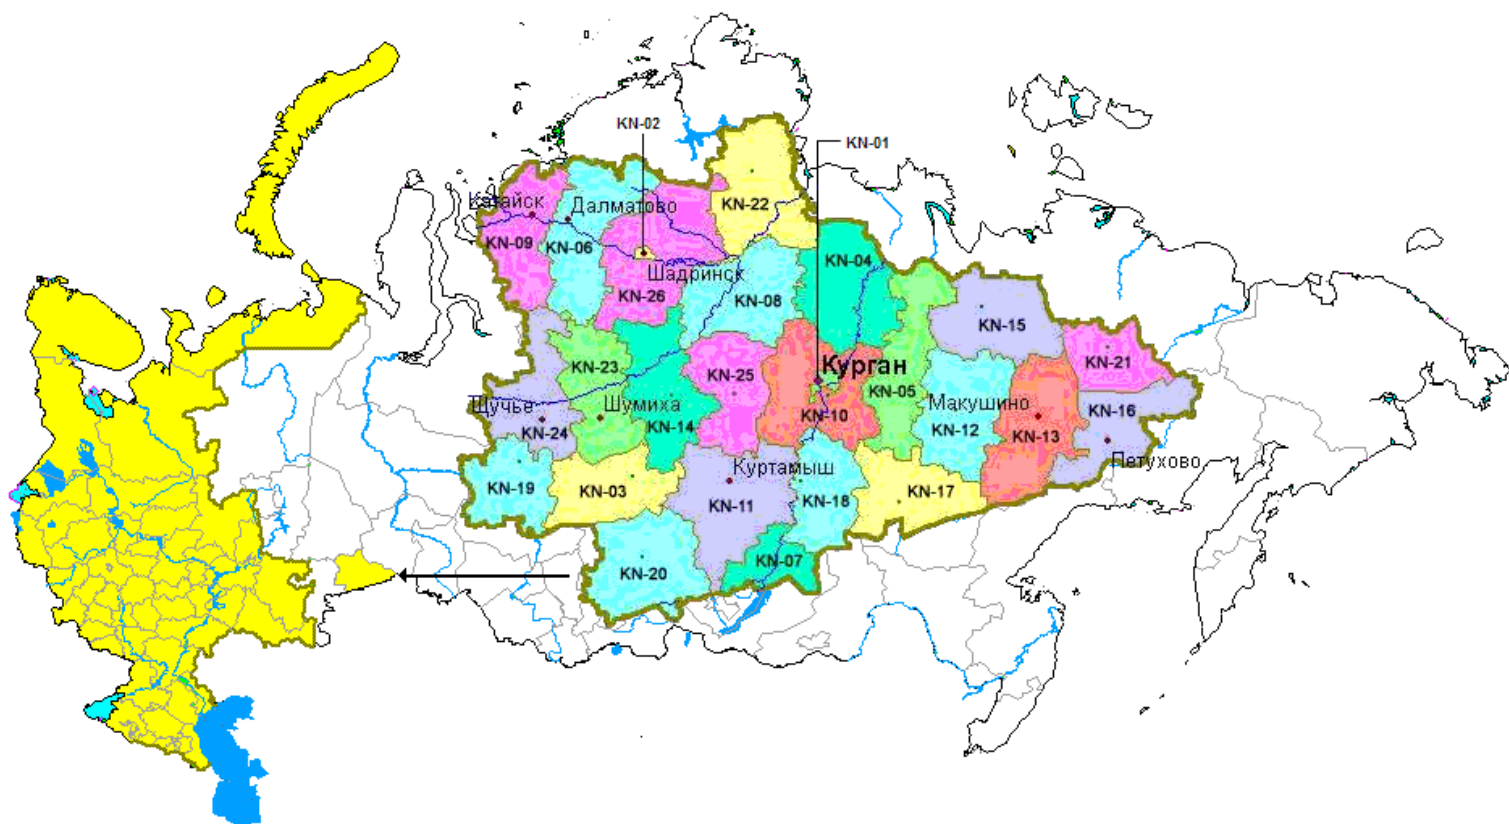 KN-02
KN-01
Катайск
Далматово
KN-22
KN-09
KN-06
KN-04
Шадринск
KN-26
KN-08
KN-15
KN-23
KN-25
Курган
KN-21
KN-05
Щучье
Шумиха
KN-10
Макушино
KN-16
KN-24
KN-14
KN-12
KN-13
Куртамыш
Петухово
KN-19
KN-03
KN-11
KN-18
KN-17
KN-20
KN-07